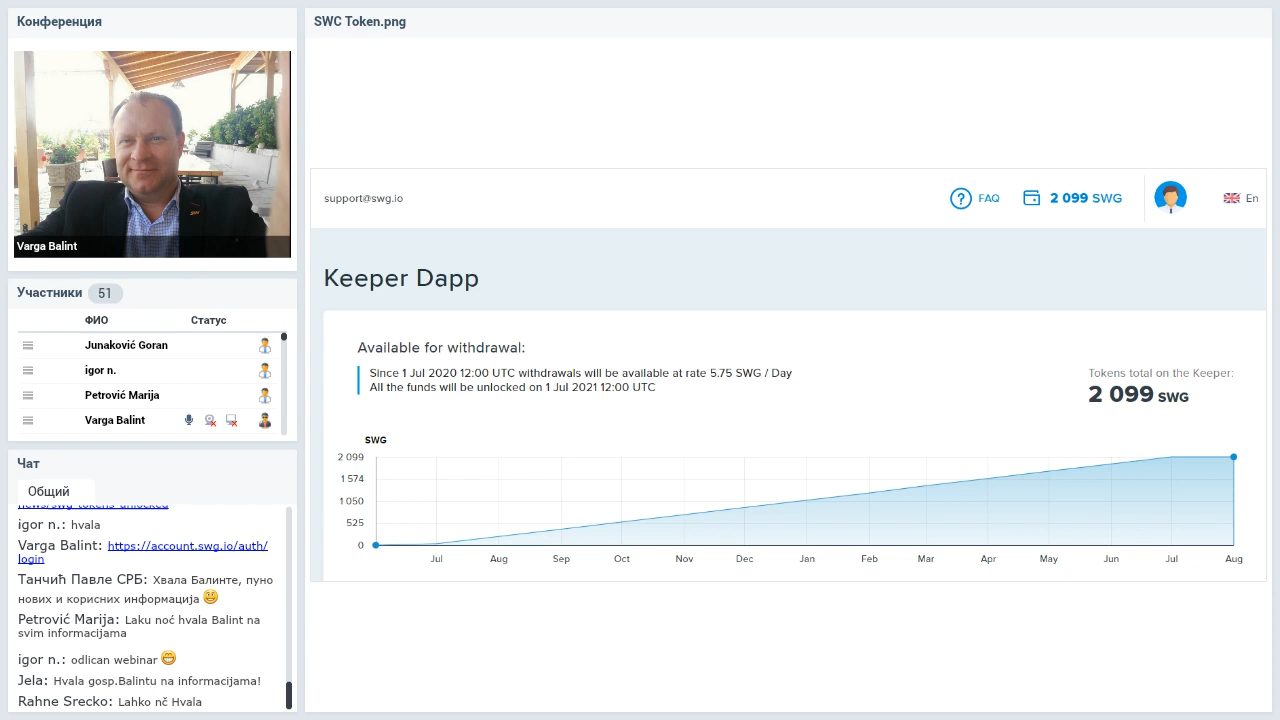 Конференция
Varga Balint
Участники 51
ФИО Статус
Junaković Goran
igor n.
Petrović Marija
Varga Balint
Чат
Общий
news/swg-tokens-unlocked
igor n.: hvala
Varga Balint: https://account.swg.io/auth/
login
Танчић Павле СРБ: Хвала Балинте, пуно
нових и корисних информација
Petrović Marija: Laku noć hvala Balint na
svim informacijama
igor n.: odlican webinar
Jela: Hvala gosp.Balintu na informacijama!
Rahne Srecko: Lahko nč Hvala
SWC Token.png
support@swg.io
FAQ
2 099 SWG
En
Keeper Dapp
Available for withdrawal:
Since 1 Jul 2020 12:00 UTC withdrawals will be available at rate 5.75 SWG / Day
All the funds will be unlocked on 1 Jul 2021 12:00 UTC
Tokens total on the Keeper:
2 099 SWG
SWG
2 099
1 574
1 050
525
0
Jul Aug Sep Oct Nov Dec Jan Feb Mar Apr May Jun Jul Aug